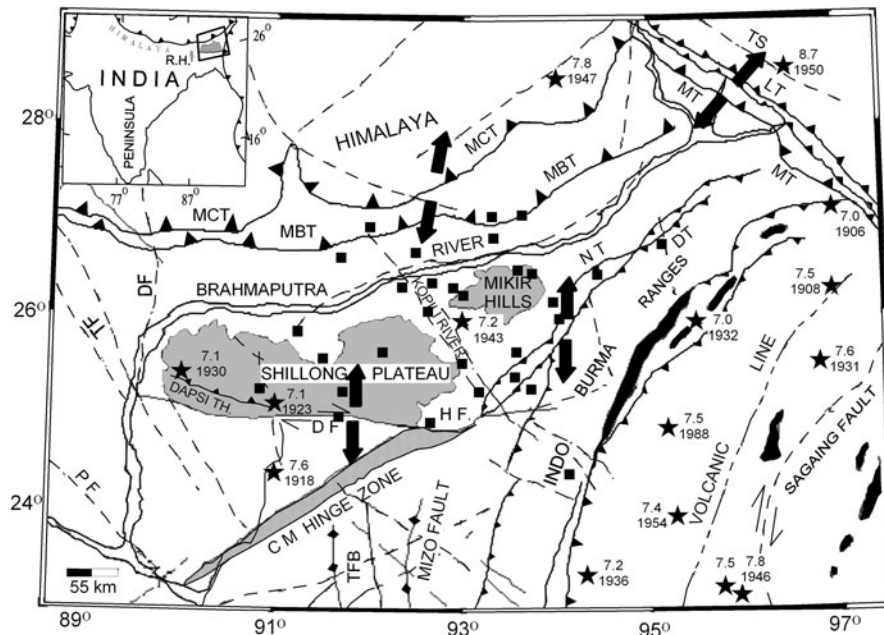 HIMALAYA
R.H.
26°
INDIA
PENINSULA
16°
77°
87°
28°
26°
24°
89°
91°
93°
95°
97°
7.8
1947
8.7
1950
TS
LT
MT
MT
HIMALAYA
MCT
MBT
MCT
MBT
RIVER
BRAHMAPUTRA
DF
TF
NT
DT
7.0
1906
MIKIR
HILLS
KOPILI RIVER
7.2
1943
RANGES
BURMA
INDO
7.5
1908
7.0
1932
7.6
1931
7.1
1930
SHILLONG PLATEAU
DAPSI TH.
7.1
1923
D F
H F.
7.6
1918
P F
C M HINGE ZONE
TFB
MIZO FAULT
LINE
VOLCANIC
SAGAING FAULT
7.5
1988
7.4
1954
7.2
1936
7.5
7.8
1946
55 km